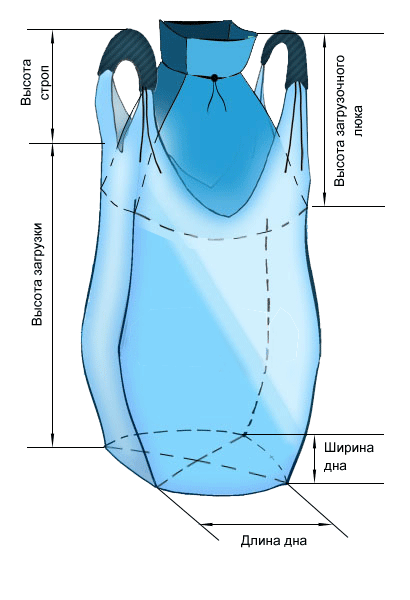 Высота
строп
Высота загрузочного
люка
Высота загрузки
Ширина
дна
Длина дна